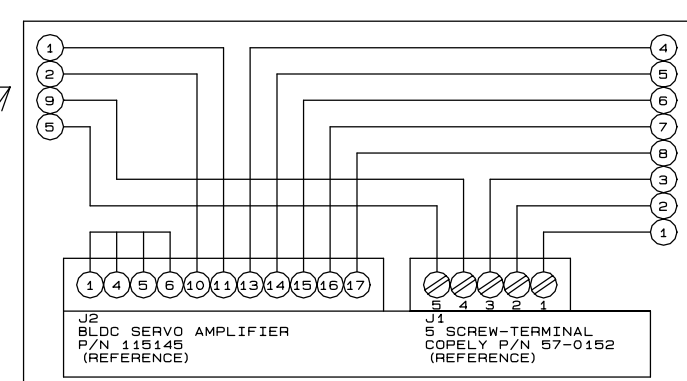 1
2
9
5
4
5
6
7
8
3
2
1
1 4 5 6 10 11 13 14 15 16 17
5 4 3 2 1
J2
BLDC SERVO AMPLIFIER
P/N 115145
(REFERENCE)
J1
5 SCREW-TERMINAL
COPELY P/N 57-0152
(REFERENCE)